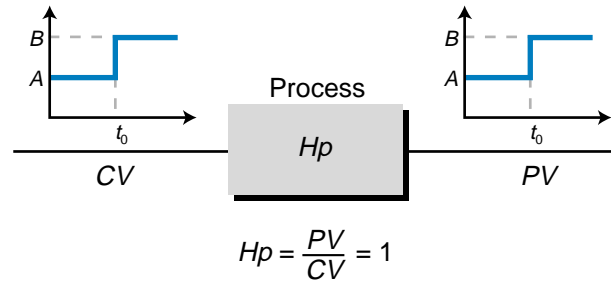 B
A
t₀
B
A
t₀
Process
Hp
CV
PV
Hp = PV/CV = 1